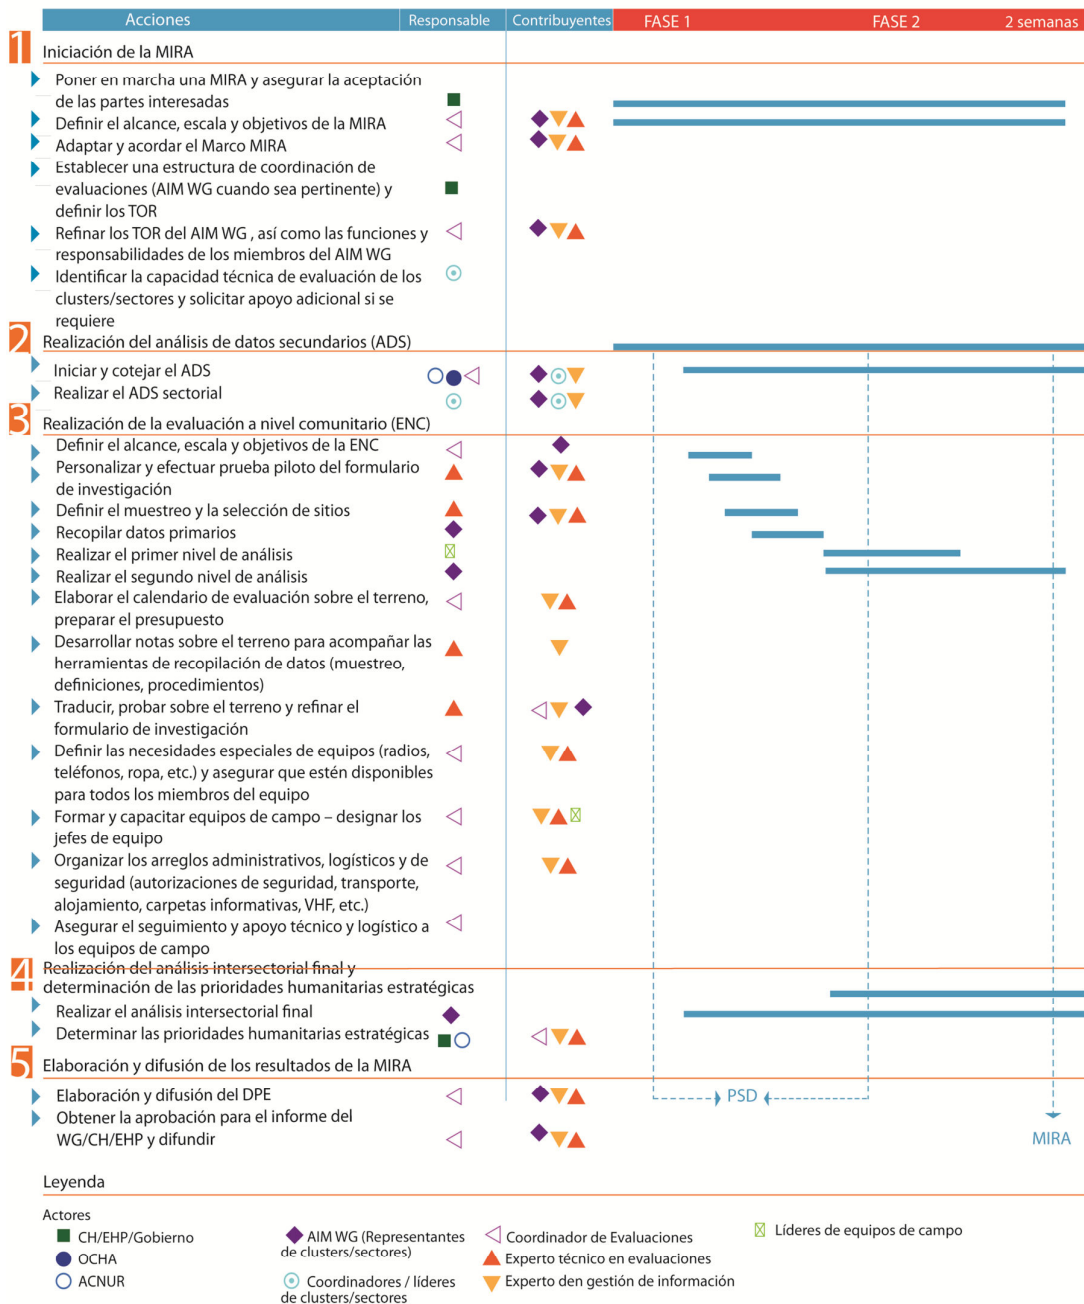 Acciones Responsable Contribuyentes FASE 1 FASE 2 2 semanas
1 Iniciación de la MIRA
Poner en marcha una MIRA y asegurar la aceptación
de las partes interesadas
Definir el alcance, escala y objetivos de la MIRA
Adaptar y acordar el Marco MIRA
Establecer una estructura de coordinación de
evaluaciones (AIM WG cuando sea pertinente) y
definir los TOR
Refinar los TOR del AIM WG , así como las funciones y
responsabilidades de los miembros del AIM WG
Identificar la capacidad técnica de evaluación de los
clusters/sectores y solicitar apoyo adicional si se
requiere
2 Realización del análisis de datos secundarios (ADS)
Iniciar y cotejar el ADS
Realizar el ADS sectorial
3 Realización de la evaluación a nivel comunitario (ENC)
Definir el alcance, escala y objetivos de la ENC
Personalizar y efectuar prueba piloto del formulario
de investigación
Definir el muestreo y la selección de sitios
Recopilar datos primarios
Realizar el primer nivel de análisis
Realizar el segundo nivel de análisis
Elaborar el calendario de evaluación sobre el terreno,
preparar el presupuesto
Desarrollar notas sobre el terreno para acompañar las
herramientas de recopilación de datos (muestreo,
definiciones, procedimientos)
Traducir, probar sobre el terreno y refinar el
formulario de investigación
Definir las necesidades especiales de equipos (radios,
teléfonos, ropa, etc.) y asegurar que estén disponibles
para todos los miembros del equipo
Formar y capacitar equipos de campo – designar los
jefes de equipo
Organizar los arreglos administrativos, logísticos y de
seguridad (autorizaciones de seguridad, transporte,
alojamiento, carpetas informativas, VHF, etc.)
Asegurar el seguimiento y apoyo técnico y logístico a
los equipos de campo
4 Realización del análisis intersectorial final y
determinación de las prioridades humanitarias estratégicas
Realizar el análisis intersectorial final
Determinar las prioridades humanitarias estratégicas
5 Elaboración y difusión de los resultados de la MIRA
Elaboración y difusión del DPE
PSD
Obtener la aprobación para el informe del
WG/CH/EHP y difundir
MIRA
Leyenda
Actores
CH/EHP/Gobierno
OCHA
ACNUR
AIM WG (Representantes
de clusters/sectores)
Coordinadores / líderes
de clusters/sectores
Coordinador de Evaluaciones
Experto técnico en evaluaciones
Experto den gestión de información
Líderes de equipos de campo